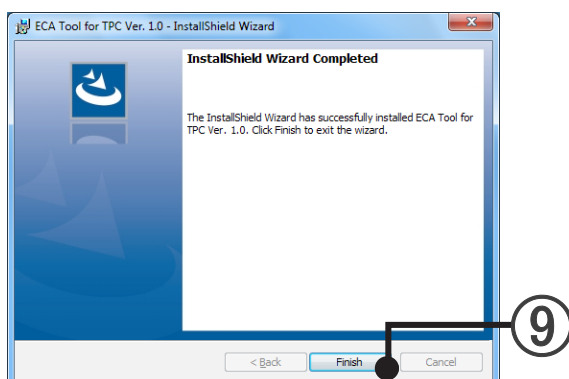 ECA Tool for TPC Ver. 1.0 - InstallShield Wizard
InstallShield Wizard Completed
The InstallShield Wizard has successfully installed ECA Tool for
TPC Ver. 1.0. Click Finish to exit the wizard.
< Back Finish Cancel
⑨